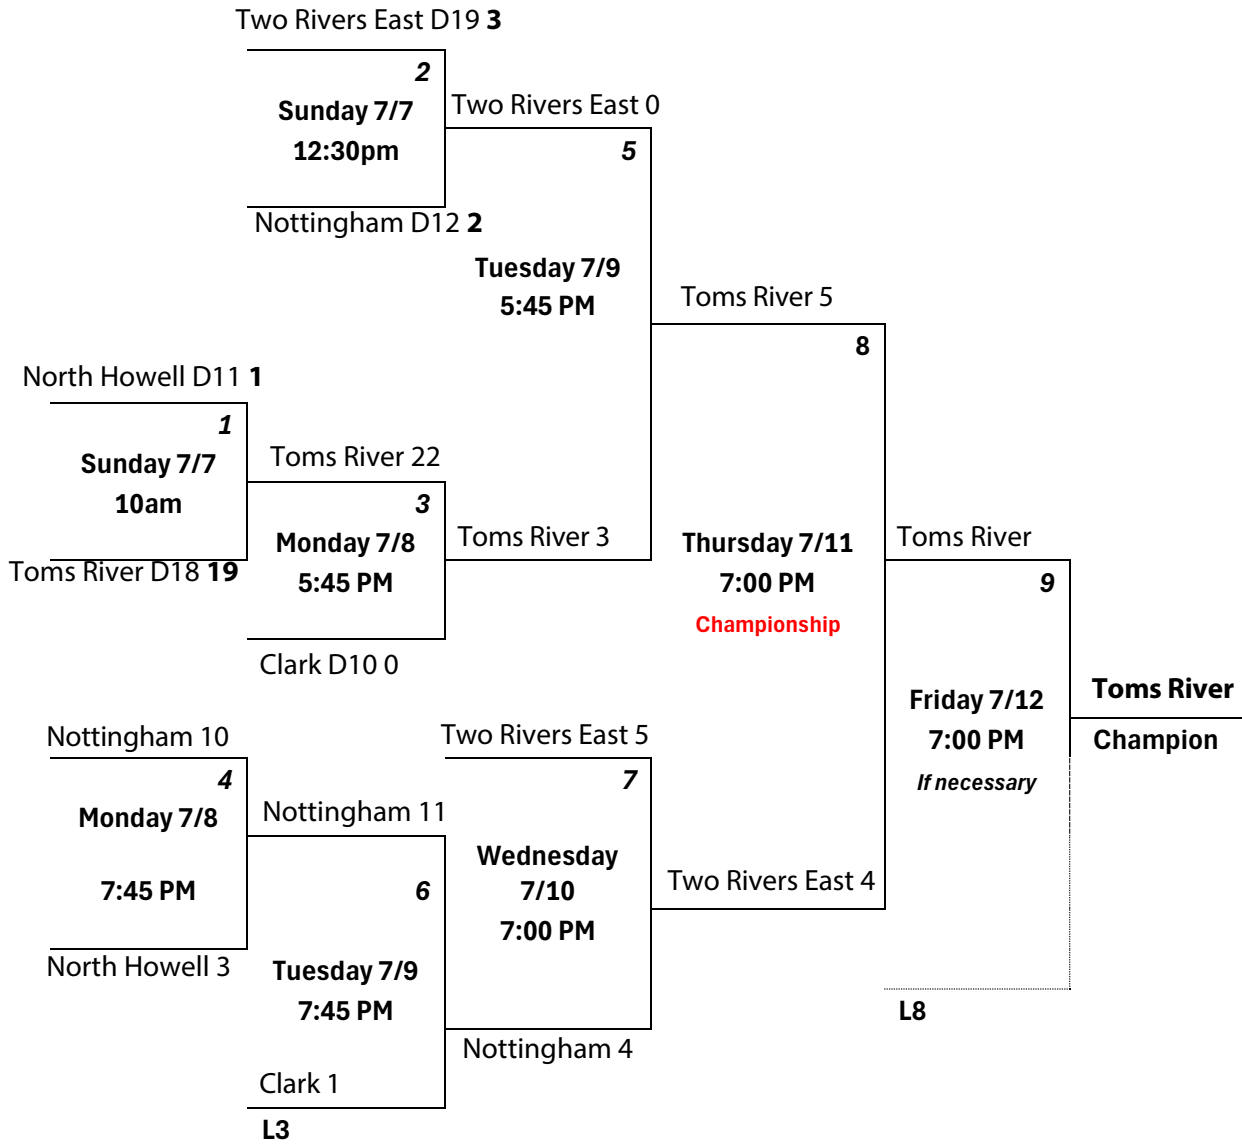 Two Rivers East D19 3
2
Sunday 7/7
12:30pm
Two Rivers East 0
5
Nottingham D12 2
Tuesday 7/9
5:45 PM
Toms River 5
8
North Howell D11 1
1
Sunday 7/7
10am
Toms River 22
3
Monday 7/8
5:45 PM
Toms River 3
Toms River D18 19
Clark D10 0
Thursday 7/11
7:00 PM
Championship
Toms River
9
Friday 7/12
7:00 PM
If necessary
Toms River
Champion
Nottingham 10
4
Monday 7/8
7:45 PM
North Howell 3
Nottingham 11
6
Tuesday 7/9
7:45 PM
Clark 1
L3
Two Rivers East 5
7
Wednesday
7/10
7:00 PM
Nottingham 4
Two Rivers East 4
L8